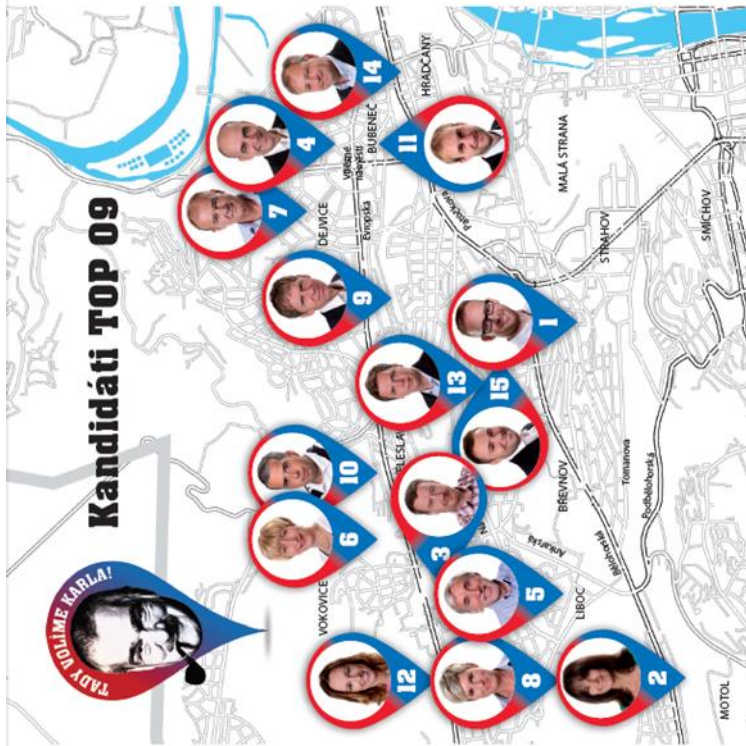 TADY VOLÍME KARLA!
Kandidáti TOP 09
7
4
14
6
10
9
12
VOKOVICE
DEJVICE
Vítězné
náměstí
Evropská
BUBENEČ
11
HRADČANY
3
13
15
8
5
1
Patočkova
Ankarská
LIBOC
BŘEVNOV
MALÁ STRANA
2
Bělohorská
Tomanova
STRAHOV
Podbělohorská
MOTOL
SMÍCHOV